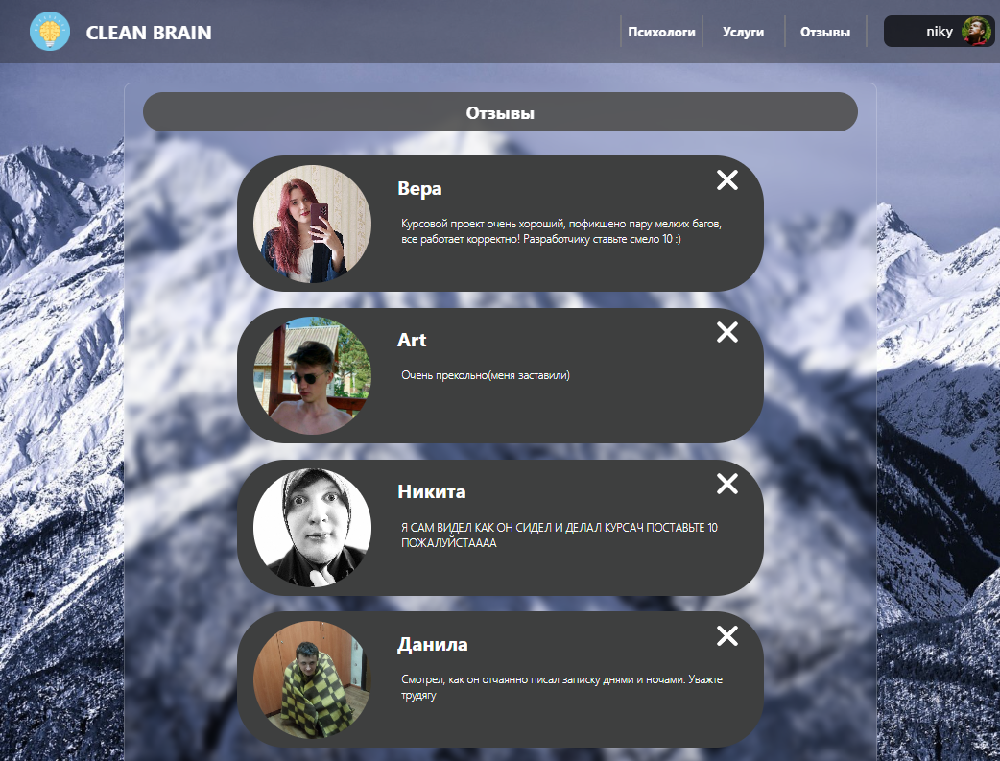 CLEAN BRAIN
Психологи
Услуги
Отзывы
niky
Отзывы
Вера
Курсовой проект очень хороший, пофикшено пару мелких багов,
все работает корректно! Разработчику ставьте смело 10 :)
Art
Очень прекольно(меня заставили)
Никита
Я САМ ВИДЕЛ КАК ОН СИДЕЛ И ДЕЛАЛ КУРСАЧ ПОСТАВЬТЕ 10
ПОЖАЛУЙСТАААА
Данила
Смотрел, как он отчаянно писал записку днями и ночами. Уважте
трудягу